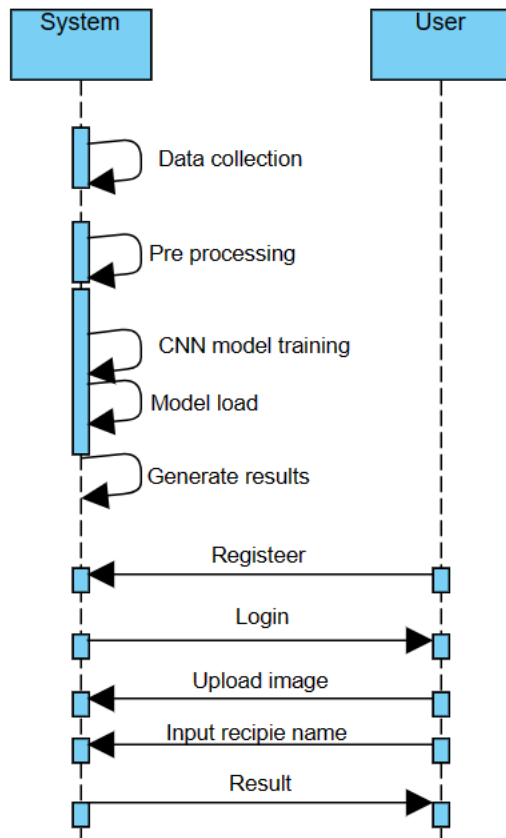 System
User
Data collection
Pre processing
CNN model training
Model load
Generate results
Registeer
Login
Upload image
Input recipie name
Result